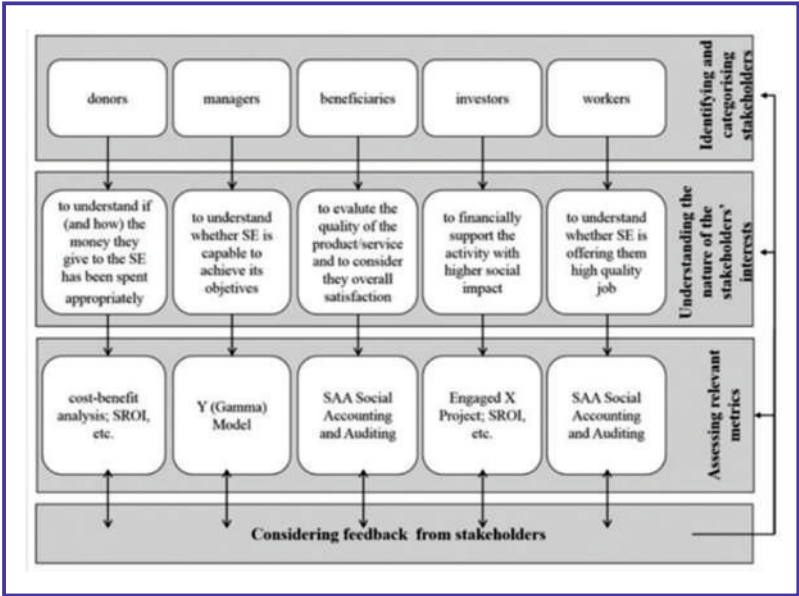 donors
managers
beneficiaries
investors
workers
Identifying and
categorising
stakeholders
to understand if
(and how) the
money they
give to the SE
has been spent
appropriately
to understand
whether SE is
capable to
achieve its
objetives
to evalute the
quality of the
product/service
and to consider
they overall
satisfaction
to financially
support the
activity with
higher social
impact
to understand
whether SE is
offering them
high quality
job
Understanding the
nature of the
stakeholders'
interests
cost-benefit
analysis; SROI,
etc.
Y (Gamma)
Model
SAA Social
Accounting
and Auditing
Engaged X
Project; SROI,
etc.
SAA Social
Accounting
and Auditing
Assessing relevant
metrics
Considering feedback from stakeholders